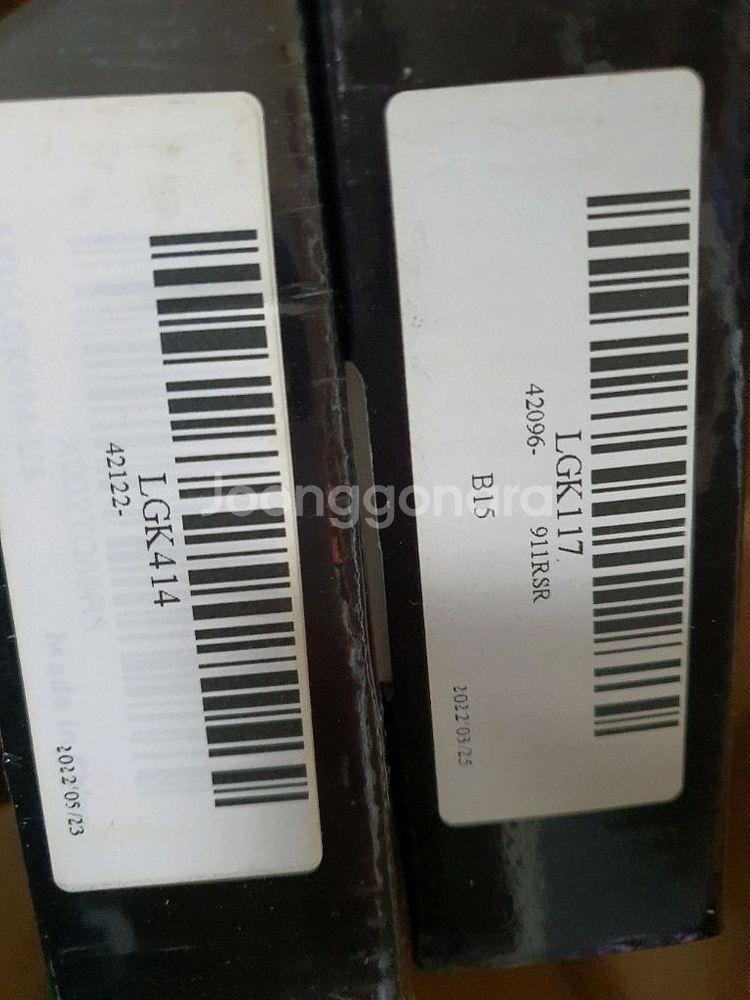 LGK414
42122-
2022/05/23
LGK117
42096- 911RSR
B15
2022/03/25
Joonggonara